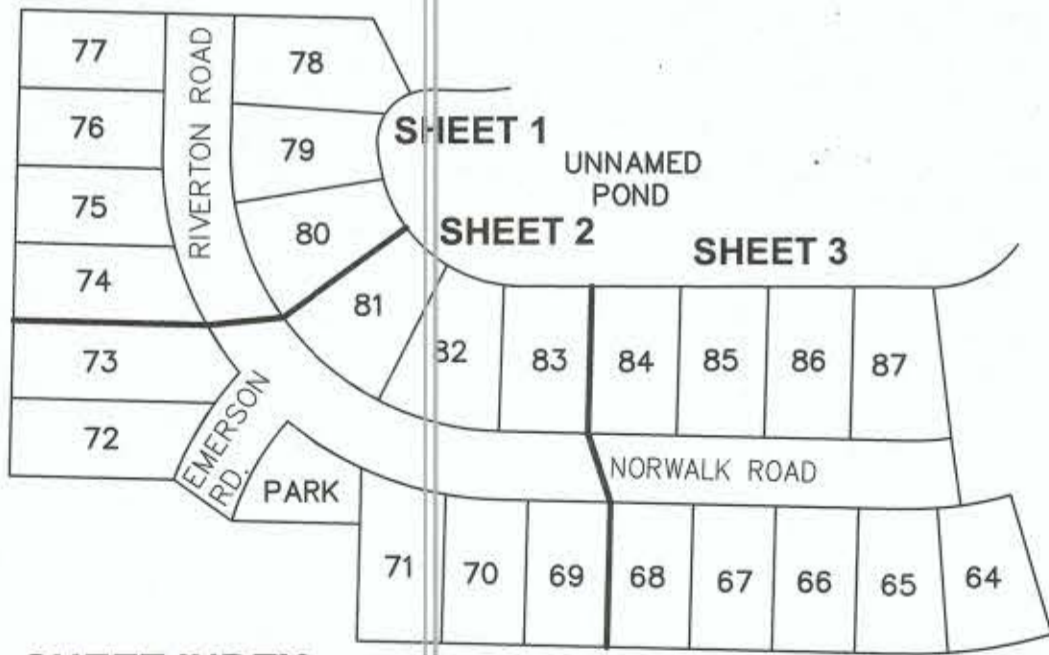 77
78
76
79
75
80
74
73
72
RIVERTON ROAD
SHEET 1
UNNAMED
POND
SHEET 2
SHEET 3
81
82
83
84
85
86
87
EMERSON
RD.
PARK
NORWALK ROAD
71
70
69
68
67
66
65
64